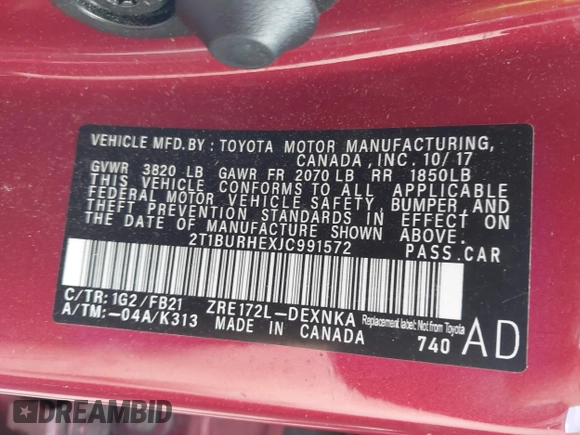 VEHICLE MFD. BY : TOYOTA MOTOR MANUFACTURING,
CANADA, INC. 10/17
GVWR 3820 LB GAWR FR 2070 LB RR 1850LB
THIS VEHICLE CONFORMS TO ALL APPLICABLE
FEDERAL MOTOR VEHICLE SAFETY, BUMPER AND
THEFT PREVENTION STANDARDS IN EFFECT ON
THE DATE OF MANUFACTURE SHOWN ABOVE.
2T1BURHEXJC991572 PASS.CAR
C/TR: 1G2/FB21 ZRE172L-DEXNKA Replacement label: Not from Toyota AD
A/TM:-04A/K313 MADE IN CANADA 740
DREAMBID